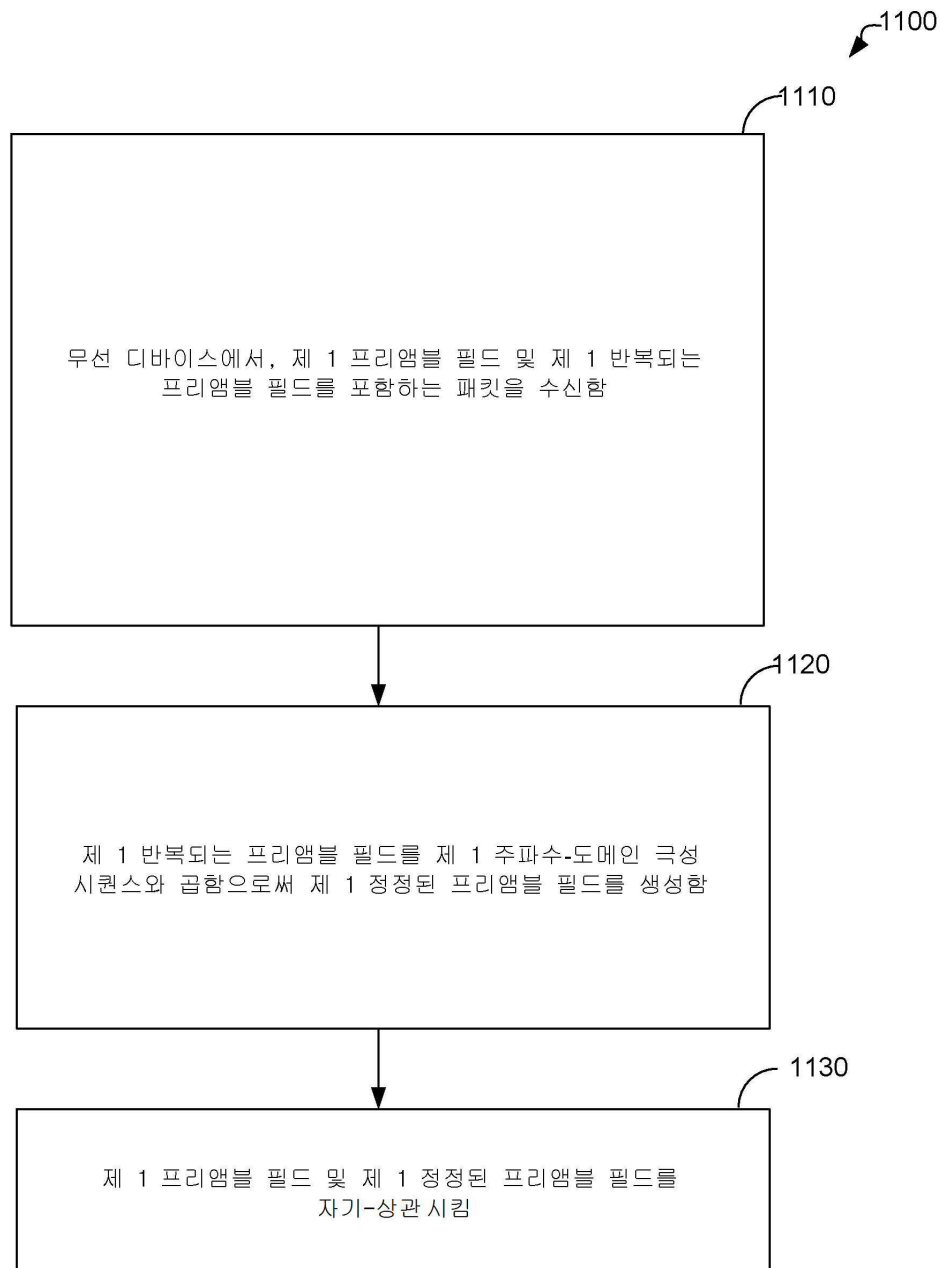 1100
1110
무선 디바이스에서, 제 1 프리앰블 필드 및 제 1 반복되는
프리앰블 필드를 포함하는 패킷을 수신함
1120
제 1 반복되는 프리앰블 필드를 제 1 주파수-도메인 극성
시퀀스와 곱함으로써 제 1 정정된 프리앰블 필드를 생성함
1130
제 1 프리앰블 필드 및 제 1 정정된 프리앰블 필드를
자기-상관 시킴